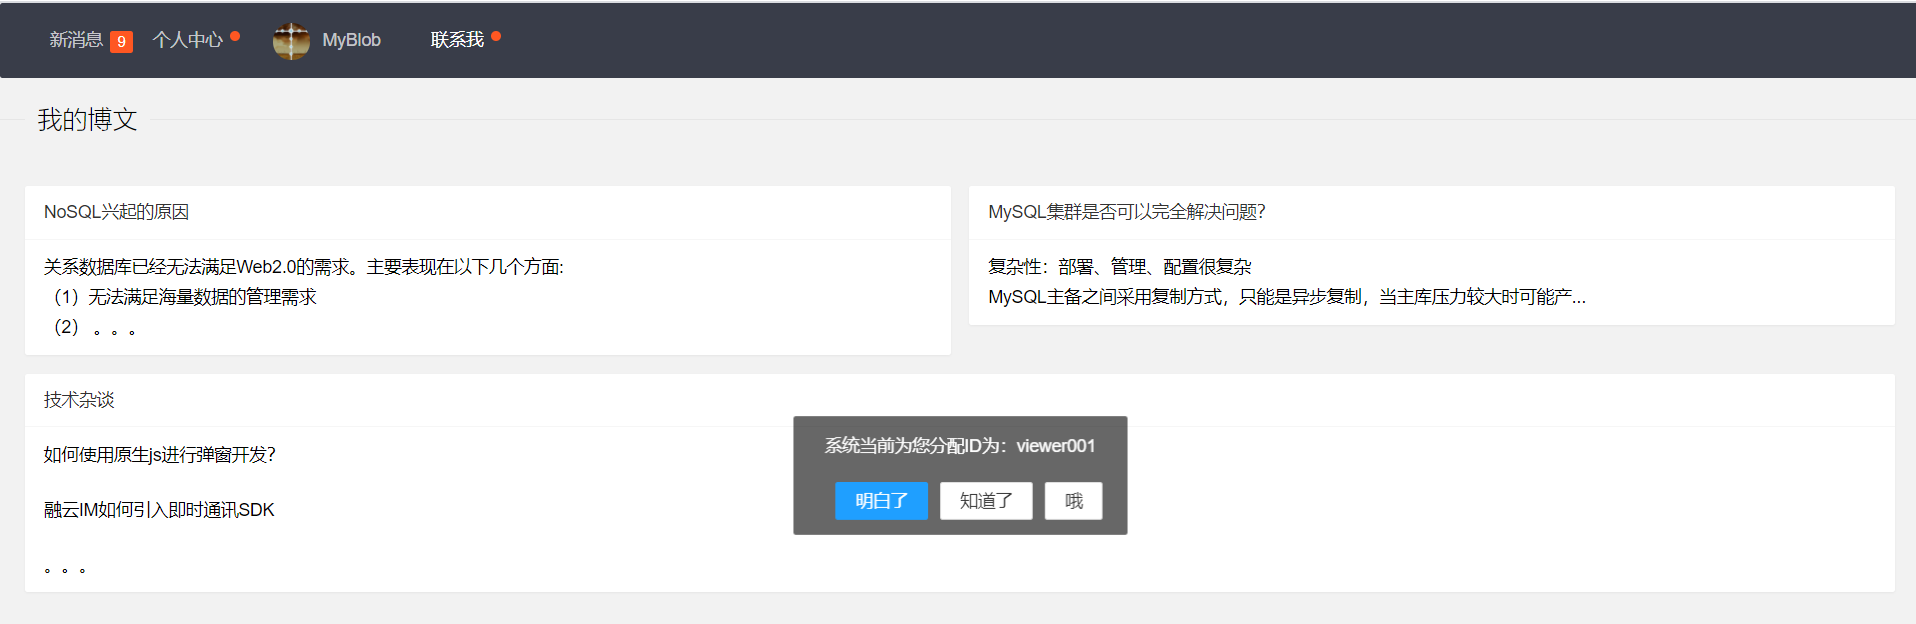 新消息 9 个人中心 MyBlob 联系我
我的博文
NoSQL兴起的原因
关系数据库已经无法满足Web2.0的需求。主要表现在以下几个方面:
（1）无法满足海量数据的管理需求
（2）。。。
MySQL集群是否可以完全解决问题？
复杂性：部署、管理、配置很复杂
MySQL主备之间采用复制方式，只能是异步复制，当主库压力较大时可能产...
技术杂谈
如何使用原生js进行弹窗开发？
融云IM如何引入即时通讯SDK
。。。
系统当前为您分配ID为：viewer001
明白了 知道了 哦